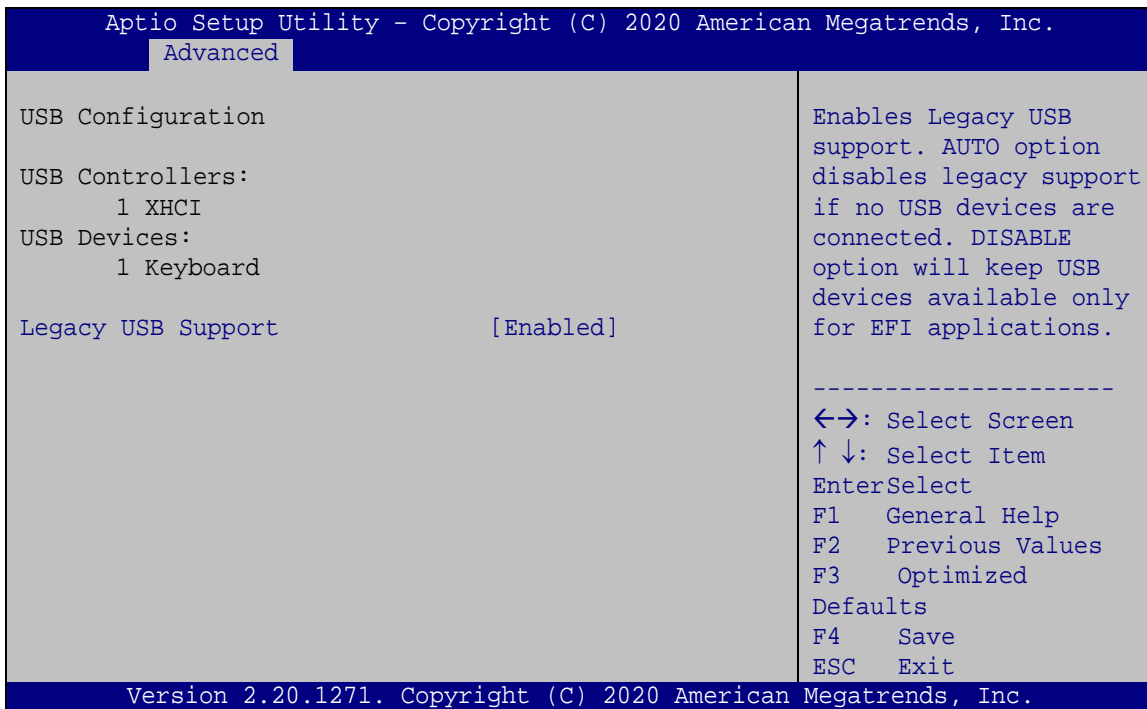 Aptio Setup Utility – Copyright (C) 2020 American Megatrends, Inc.
Advanced
USB Configuration
USB Controllers:
1 XHCI
USB Devices:
1 Keyboard
Legacy USB Support [Enabled]
Enables Legacy USB
support. AUTO option
disables legacy support
if no USB devices are
connected. DISABLE
option will keep USB
devices available only
for EFI applications.
---------------------
←→: Select Screen
↑ ↓: Select Item
EnterSelect
F1 General Help
F2 Previous Values
F3 Optimized
Defaults
F4 Save
ESC Exit
Version 2.20.1271. Copyright (C) 2020 American Megatrends, Inc.